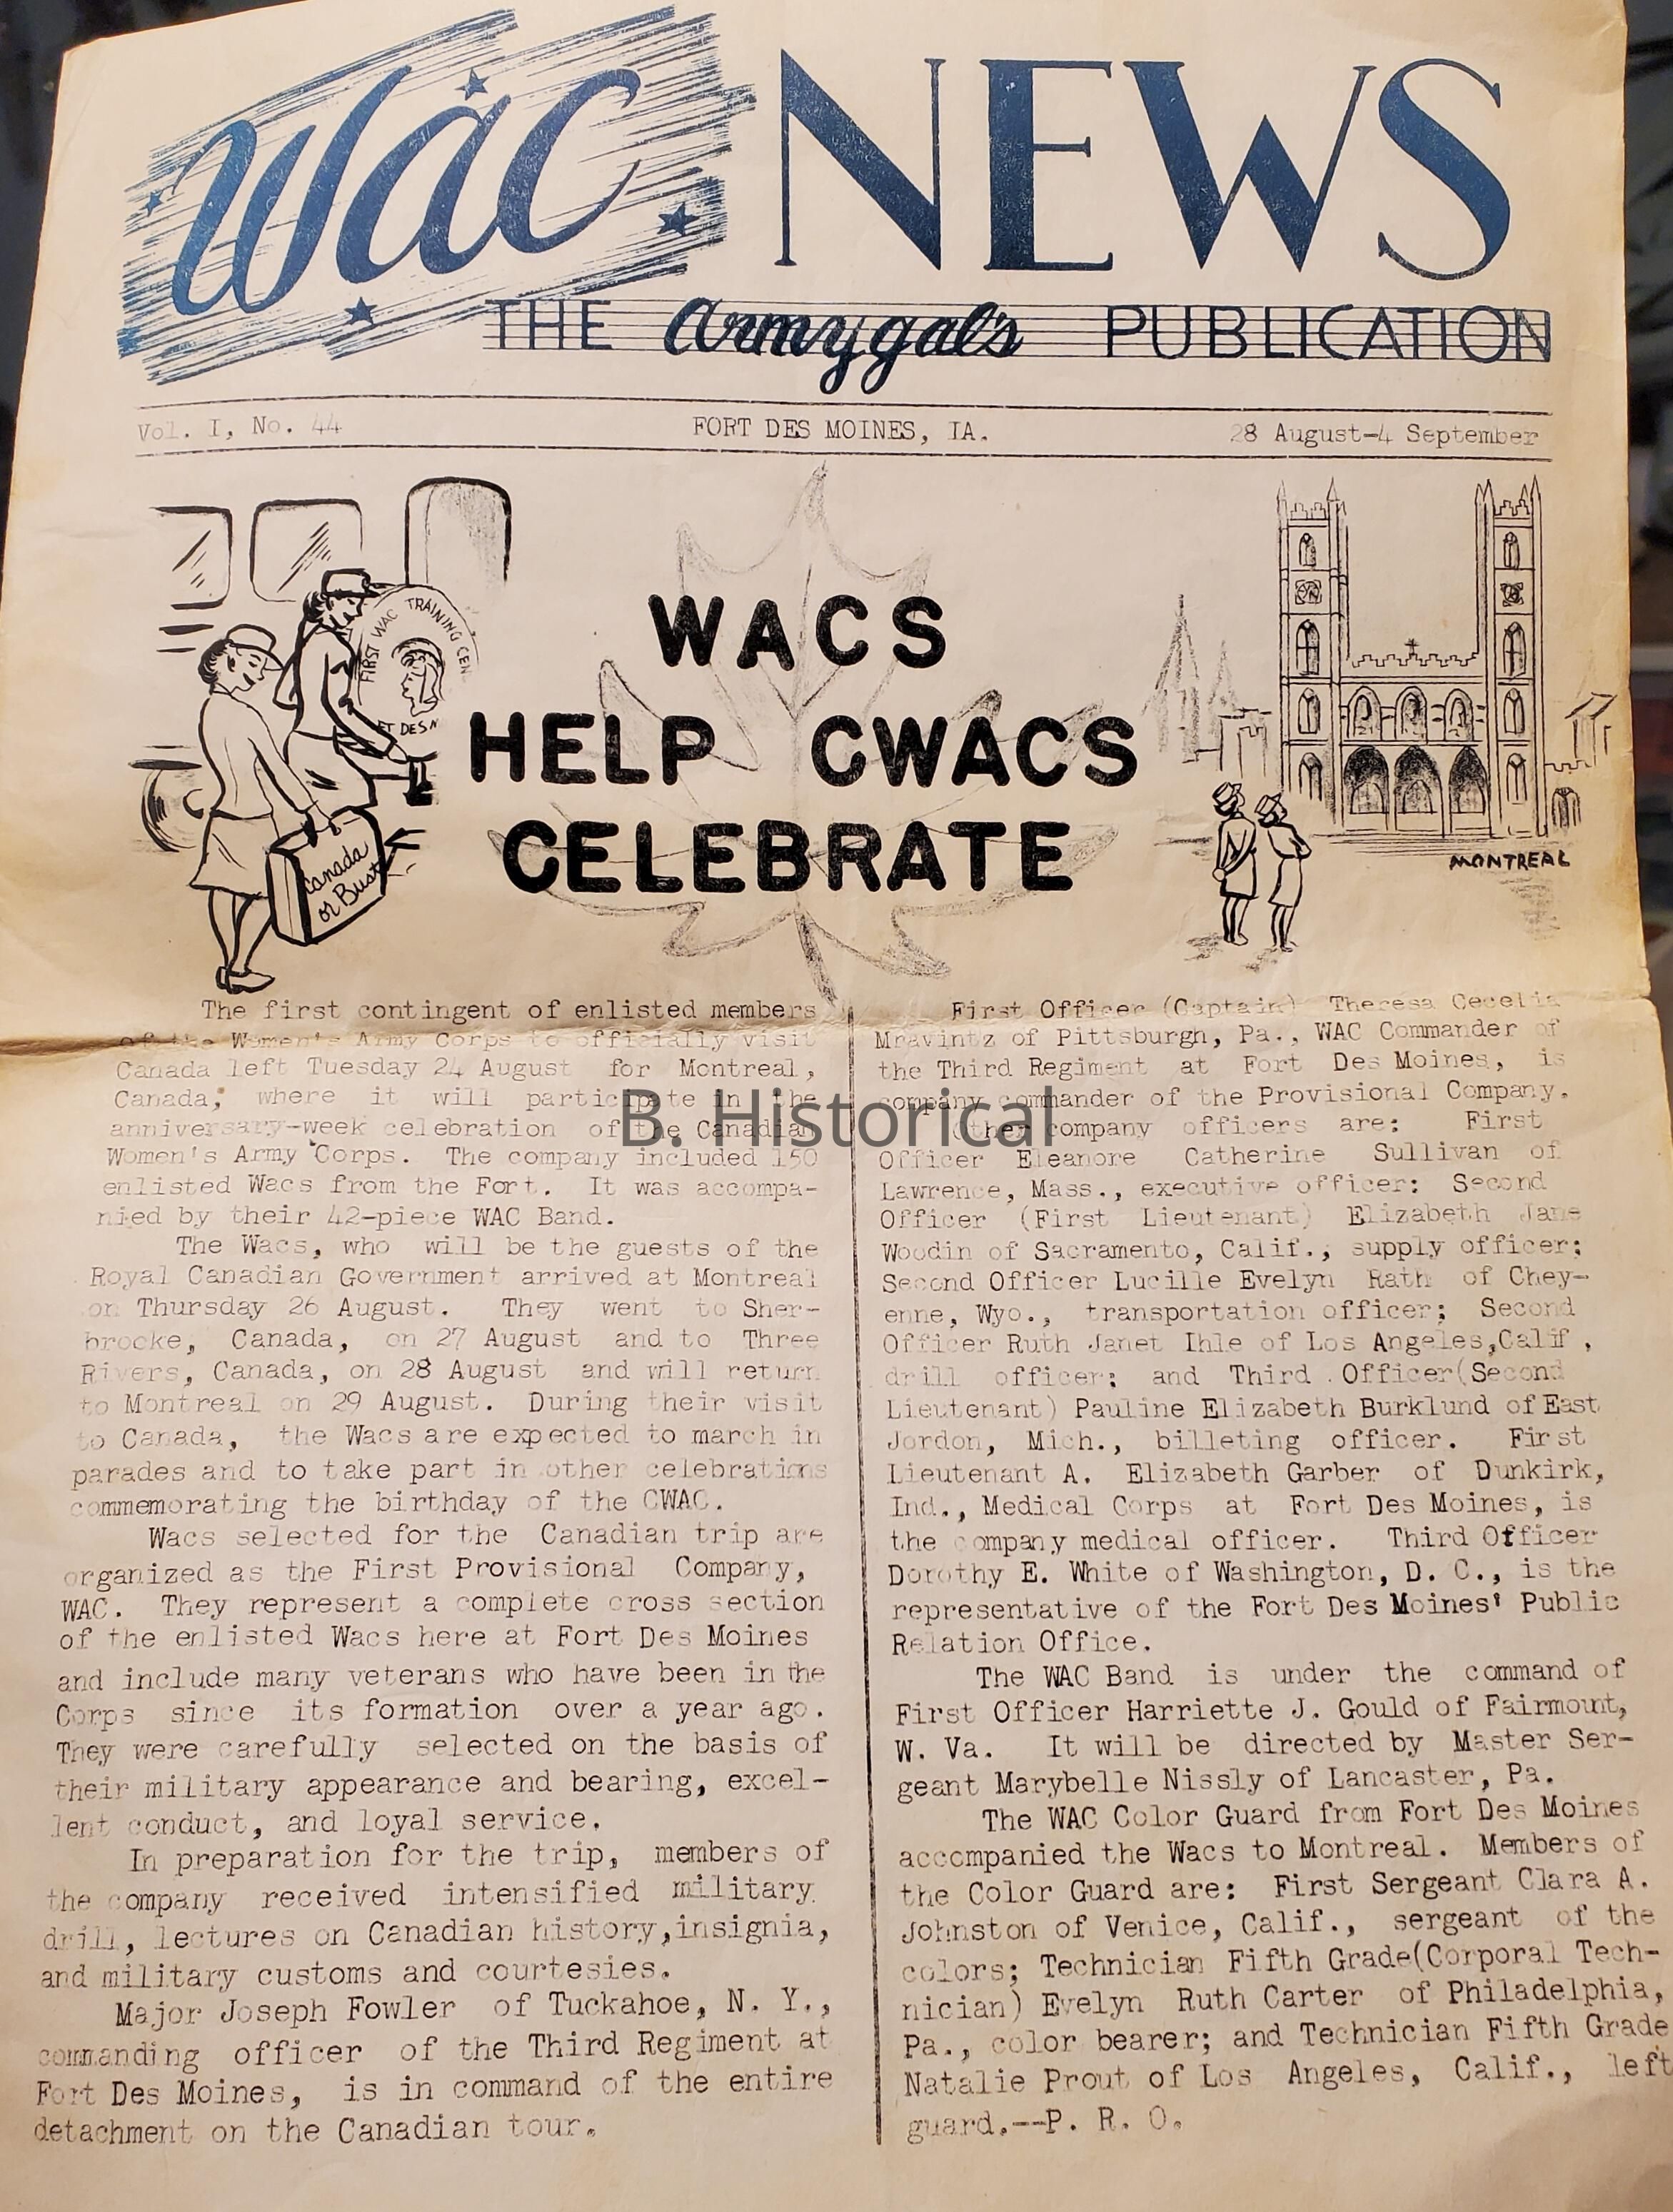 Wac NEWS
THE Armygal's PUBLICATION
Vol. I, No. 44 FORT DES MOINES, IA. 28 August-4 September
FIRST WAC TRAINING CEN
T DES M
Canada
or Bust
WACS
HELP CWACS
CELEBRATE
MONTREAL
The first contingent of enlisted members
of the Women's Army Corps to officially visit
Canada left Tuesday 24 August for Montreal,
Canada, where it will participate in the
anniversary-week celebration of the Canadian
Women's Army Corps. The company included 150
enlisted Wacs from the Fort. It was accompa-
nied by their 42-piece WAC Band.
The Wacs, who will be the guests of the
Royal Canadian Government arrived at Montreal
on Thursday 26 August. They went to Sher-
brocke, Canada, on 27 August and to Three
Rivers, Canada, on 28 August and will return
to Montreal on 29 August. During their visit
to Canada, the Wacs are expected to march in
parades and to take part in other celebrations
commemorating the birthday of the CWAC.
Wacs selected for the Canadian trip are
organized as the First Provisional Company,
WAC. They represent a complete cross section
of the enlisted Wacs here at Fort Des Moines
and include many veterans who have been in the
Corps since its formation over a year ago.
They were carefully selected on the basis of
their military appearance and bearing, excel-
lent conduct, and loyal service.
In preparation for the trip, members of
the company received intensified military
drill, lectures on Canadian history,insignia,
and military customs and courtesies.
Major Joseph Fowler of Tuckahoe, N. Y.,
commanding officer of the Third Regiment at
Fort Des Moines, is in command of the entire
detachment on the Canadian tour.
First Officer (Captain) Theresa Cecelia
Mravintz of Pittsburgh, Pa., WAC Commander of
the Third Regiment at Fort Des Moines, is
company commander of the Provisional Company.
Other company officers are: First
Officer Eleanore Catherine Sullivan of
Lawrence, Mass., executive officer: Second
Officer (First Lieutenant) Elizabeth Jane
Woodin of Sacramento, Calif., supply officer;
Second Officer Lucille Evelyn Rath of Chey-
enne, Wyo., transportation officer; Second
Officer Ruth Janet Ihle of Los Angeles,Calif ,
drill officer; and Third Officer(Second
Lieutenant) Pauline Elizabeth Burklund of East
Jordon, Mich., billeting officer. First
Lieutenant A. Elizabeth Garber of Dunkirk,
Ind., Medical Corps at Fort Des Moines, is
the company medical officer. Third Officer
Dorothy E. White of Washington, D. C., is the
representative of the Fort Des Moines' Public
Relation Office.
The WAC Band is under the command of
First Officer Harriette J. Gould of Fairmount,
W. Va. It will be directed by Master Ser-
geant Marybelle Nissly of Lancaster, Pa.
The WAC Color Guard from Fort Des Moines
accompanied the Wacs to Montreal. Members of
the Color Guard are: First Sergeant Clara A.
Johnston of Venice, Calif., sergeant of the
colors; Technician Fifth Grade(Corporal Tech-
nician) Evelyn Ruth Carter of Philadelphia,
Pa., color bearer; and Technician Fifth Grade
Natalie Prout of Los Angeles, Calif., left
guard.--P. R. O.
B. Historical